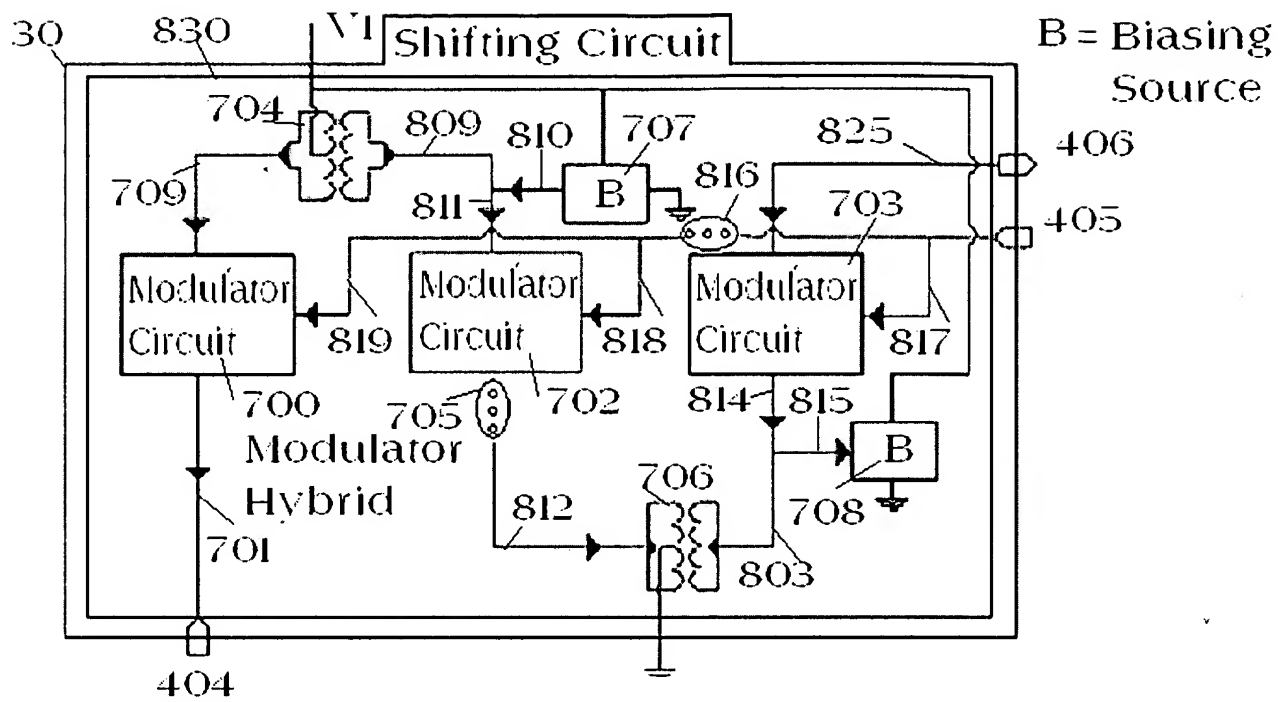 30
830
V1
Shifting Circuit
B = Biasing
Source
704
809
810
707
825
406
816
709
811
B
703
405
Modulator
Circuit
Modulator
Circuit
Modulator
Circuit
819
818
817
700
705
702
814
815
Modulator
Hybrid
B
706
708
812
701
803
404